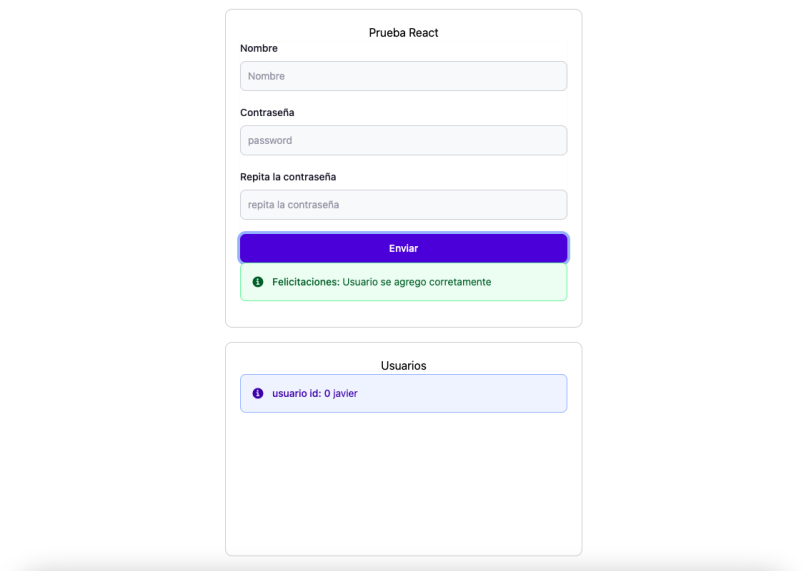 Prueba React
Nombre
Nombre
Contraseña
password
Repita la contraseña
repita la contraseña
Enviar
Felicitaciones: Usuario se agrego corretamente
Usuarios
usuario id: 0 javier